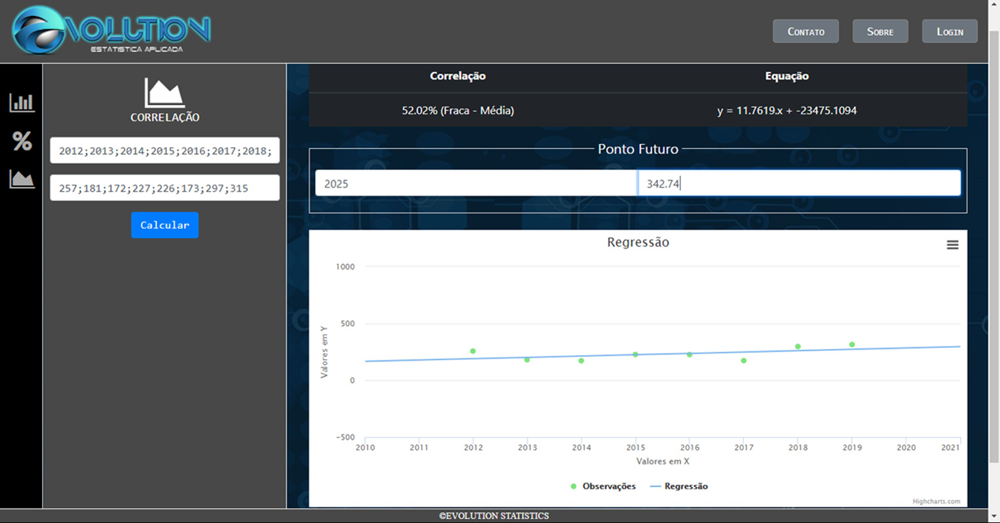 EVOLUTION
ESTATISTICA APLICADA
Contato
Sobre
Login
CORRELAÇÃO
2012;2013;2014;2015;2016;2017;2018;
257;181;172;227;226;173;297;315
Calcular
Correlação Equação
52.02% (Fraca - Média) y = 11.7619.x + -23475.1094
Ponto Futuro
2025 342.74
Regressão
1000
500
0
-500
Valores em Y
2010 2011 2012 2013 2014 2015 2016 2017 2018 2019 2020 2021
Valores em X
Observações Regressão
Highcharts.com
©EVOLUTION STATISTICS